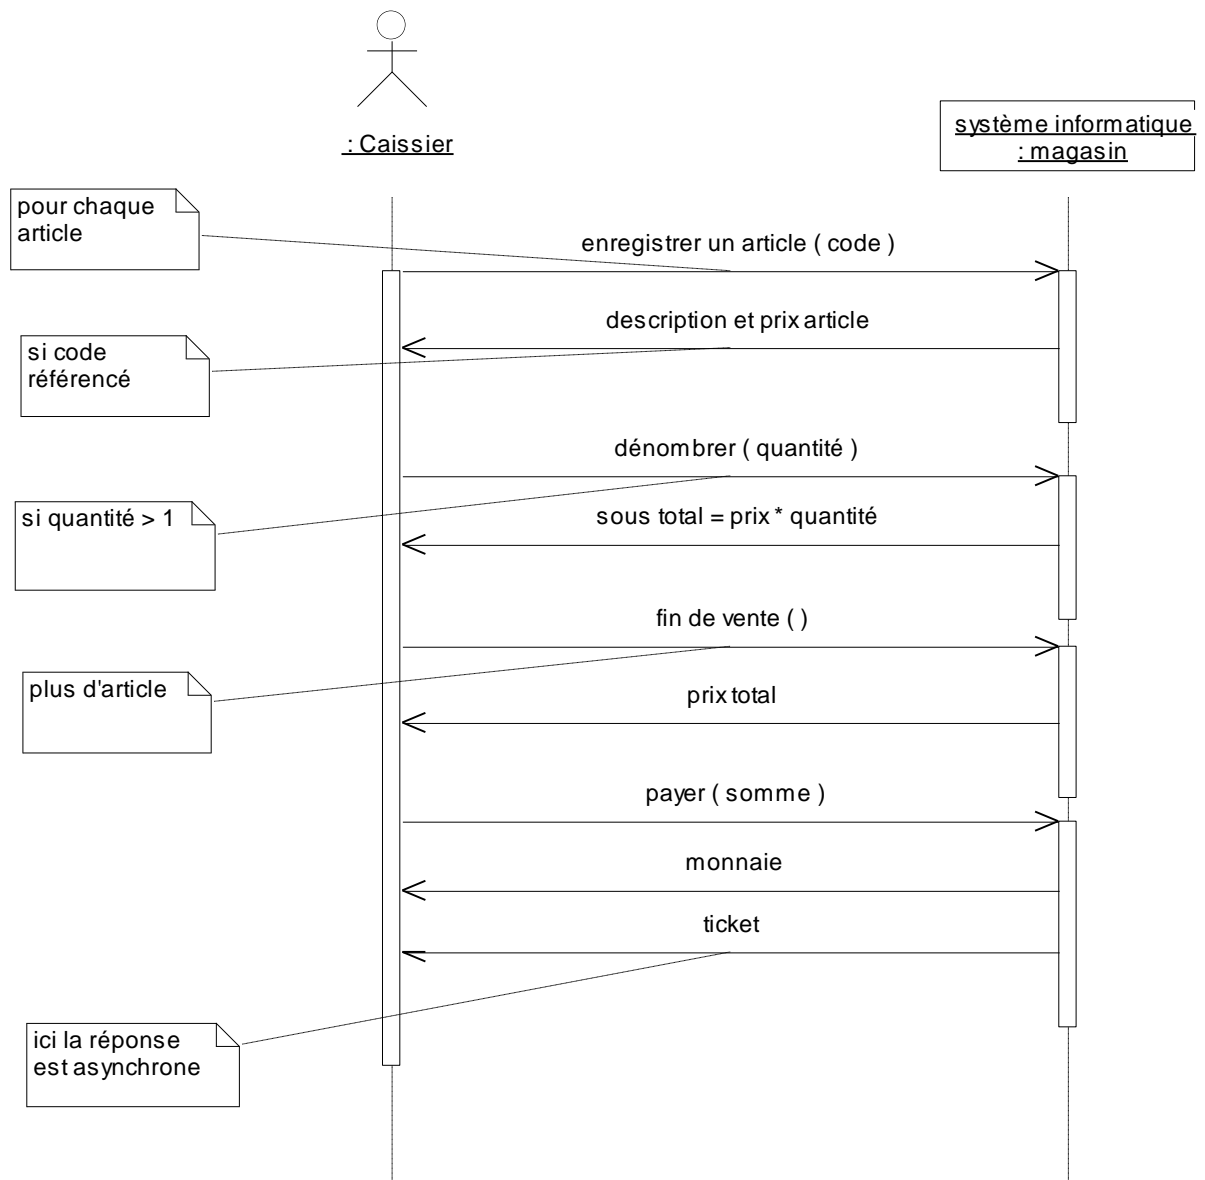 : Caissier
système informatique
: magasin
pour chaque
article
enregistrer un article ( code )
description et prix article
si code
référencé
dénombrer ( quantité )
si quantité > 1
sous total = prix * quantité
fin de vente ( )
plus d'article
prix total
payer ( somme )
monnaie
ticket
ici la réponse
est asynchrone